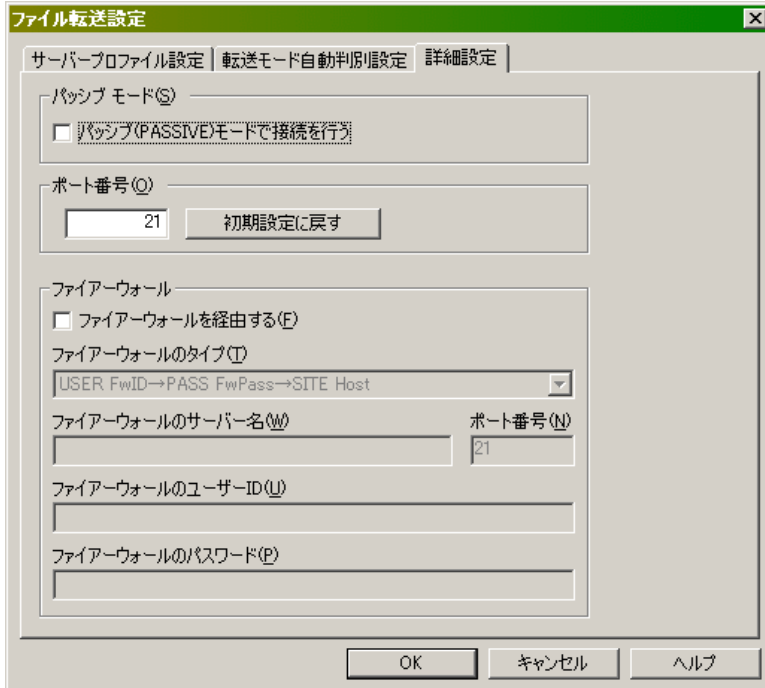 ファイル転送設定
サーバープロファイル設定 転送モード自動判別設定 詳細設定
パッシブ モード(S)
パッシブ(PASSIVE)モードで接続を行う
ポート番号(O)
21 初期設定に戻す
ファイアーウォール
ファイアーウォールを経由する(F)
ファイアーウォールのタイプ(T)
USER FwID→PASS FwPass→SITE Host
ファイアーウォールのサーバー名(W) ポート番号(N)
21
ファイアーウォールのユーザーID(U)
ファイアーウォールのパスワード(P)
OK キャンセル ヘルプ